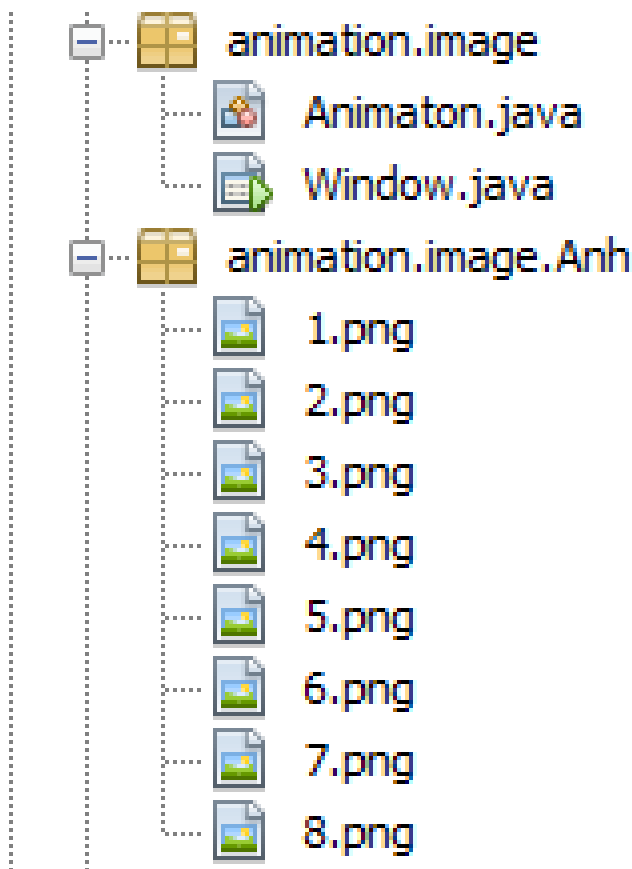 animation.image
Animaton.java
Window.java
animation.image.Anh
1.png
2.png
3.png
4.png
5.png
6.png
7.png
8.png